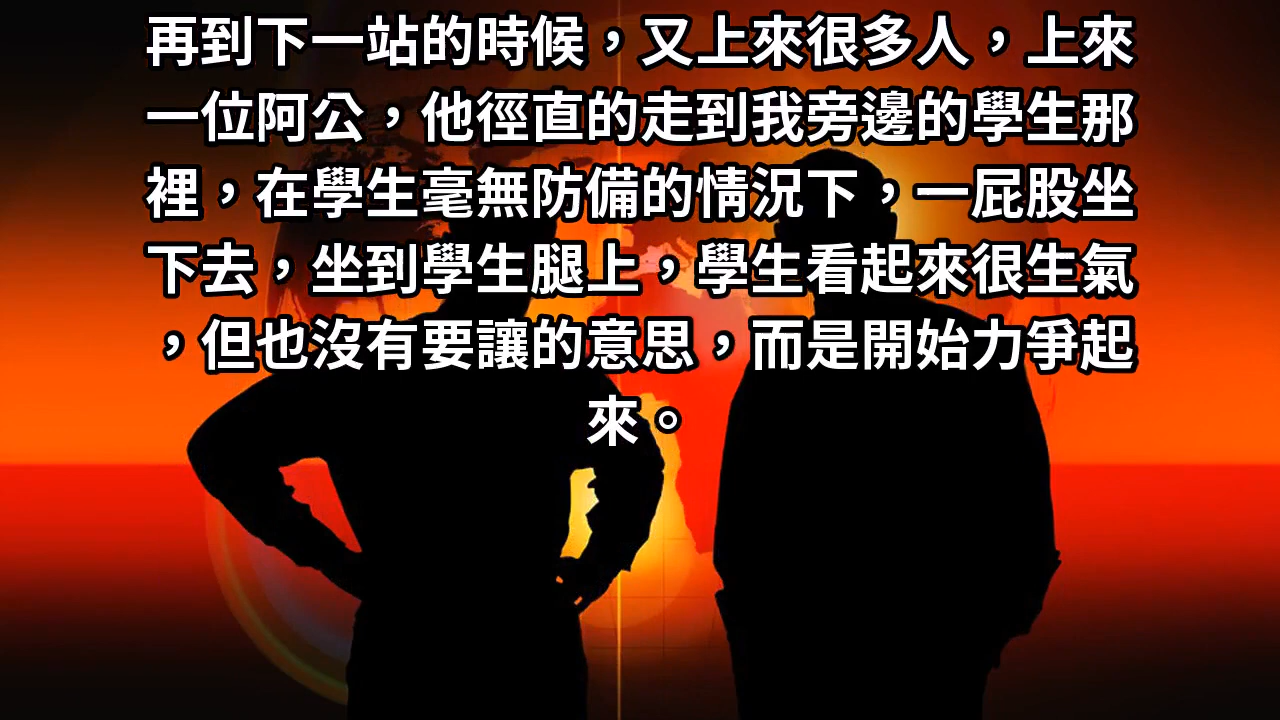 再到下一站的時候，又上來很多人，上來
一位阿公，他徑直的走到我旁邊的學生那
裡，在學生毫無防備的情況下，一屁股坐
下去，坐到學生腿上，學生看起來很生氣
，但也沒有要讓的意思，而是開始力爭起
來。